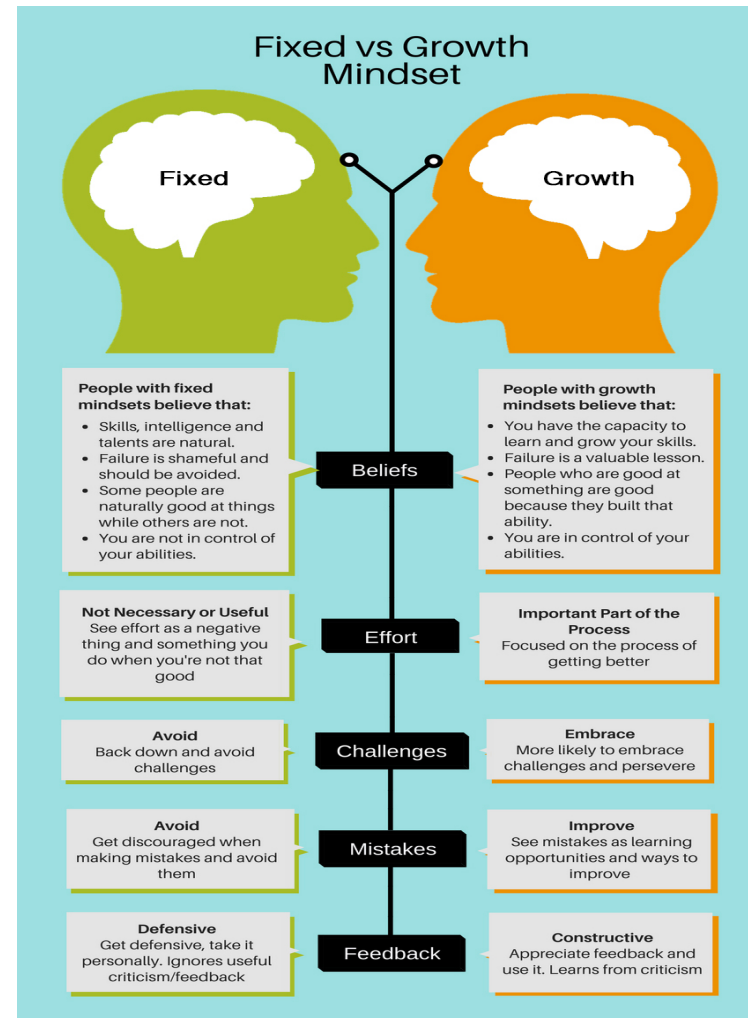 Fixed vs Growth
Mindset
Fixed
Growth
People with fixed
mindsets believe that:
• Skills, intelligence and
talents are natural.
• Failure is shameful and
should be avoided.
• Some people are
naturally good at things
while others are not.
• You are not in control of
your abilities.
Beliefs
People with growth
mindsets believe that:
• You have the capacity to
learn and grow your skills.
• Failure is a valuable lesson.
• People who are good at
something are good
because they built that
ability.
• You are in control of your
abilities.
Not Necessary or Useful
See effort as a negative
thing and something you
do when you're not that
good
Effort
Important Part of the
Process
Focused on the process of
getting better
Avoid
Back down and avoid
challenges
Challenges
Embrace
More likely to embrace
challenges and persevere
Avoid
Get discouraged when
making mistakes and avoid
them
Mistakes
Improve
See mistakes as learning
opportunities and ways to
improve
Defensive
Get defensive, take it
personally. Ignores useful
criticism/feedback
Feedback
Constructive
Appreciate feedback and
use it. Learns from criticism